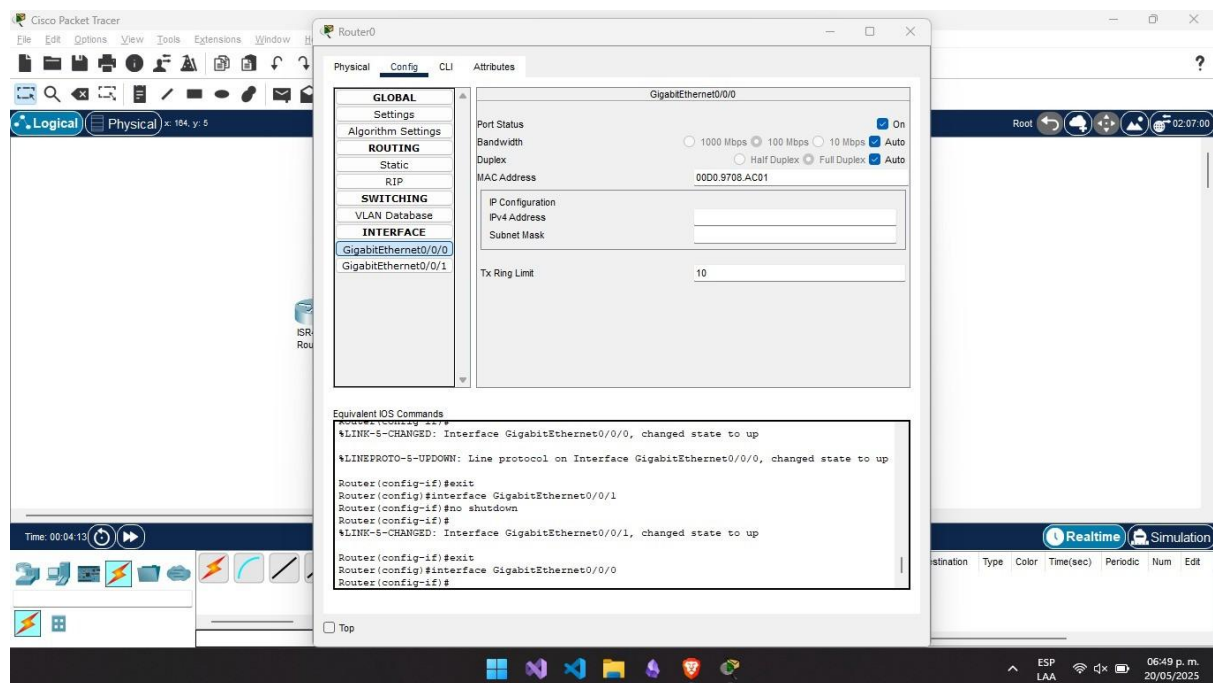 Cisco Packet Tracer
File Edit Options View Tools Extensions Window
Router0
Physical Config CLI Attributes
Logical Physical x: 184, y: 5
Root 02:07:00
GLOBAL
Settings
Algorithm Settings
ROUTING
Static
RIP
SWITCHING
VLAN Database
INTERFACE
GigabitEthernet0/0/0
GigabitEthernet0/0/1
GigabitEthernet0/0/0
Port Status On
Bandwidth 1000 Mbps 100 Mbps 10 Mbps Auto
Duplex Half Duplex Full Duplex Auto
MAC Address 00D0.9708.AC01
IP Configuration
IPv4 Address
Subnet Mask
Tx Ring Limit 10
ISR
Rou
Equivalent IOS Commands
Router(config-if)#
%LINK-5-CHANGED: Interface GigabitEthernet0/0/0, changed state to up
%LINEPROTO-5-UPDOWN: Line protocol on Interface GigabitEthernet0/0/0, changed state to up
Router(config-if)#exit
Router(config)#interface GigabitEthernet0/0/1
Router(config-if)#no shutdown
Router(config-if)#
%LINK-5-CHANGED: Interface GigabitEthernet0/0/1, changed state to up
Router(config-if)#exit
Router(config)#interface GigabitEthernet0/0/0
Router(config-if)#
Top
Time: 00:04:13
Realtime Simulation
stination Type Color Time(sec) Periodic Num Edit
ESP
LAA
06:49 p. m.
20/05/2025